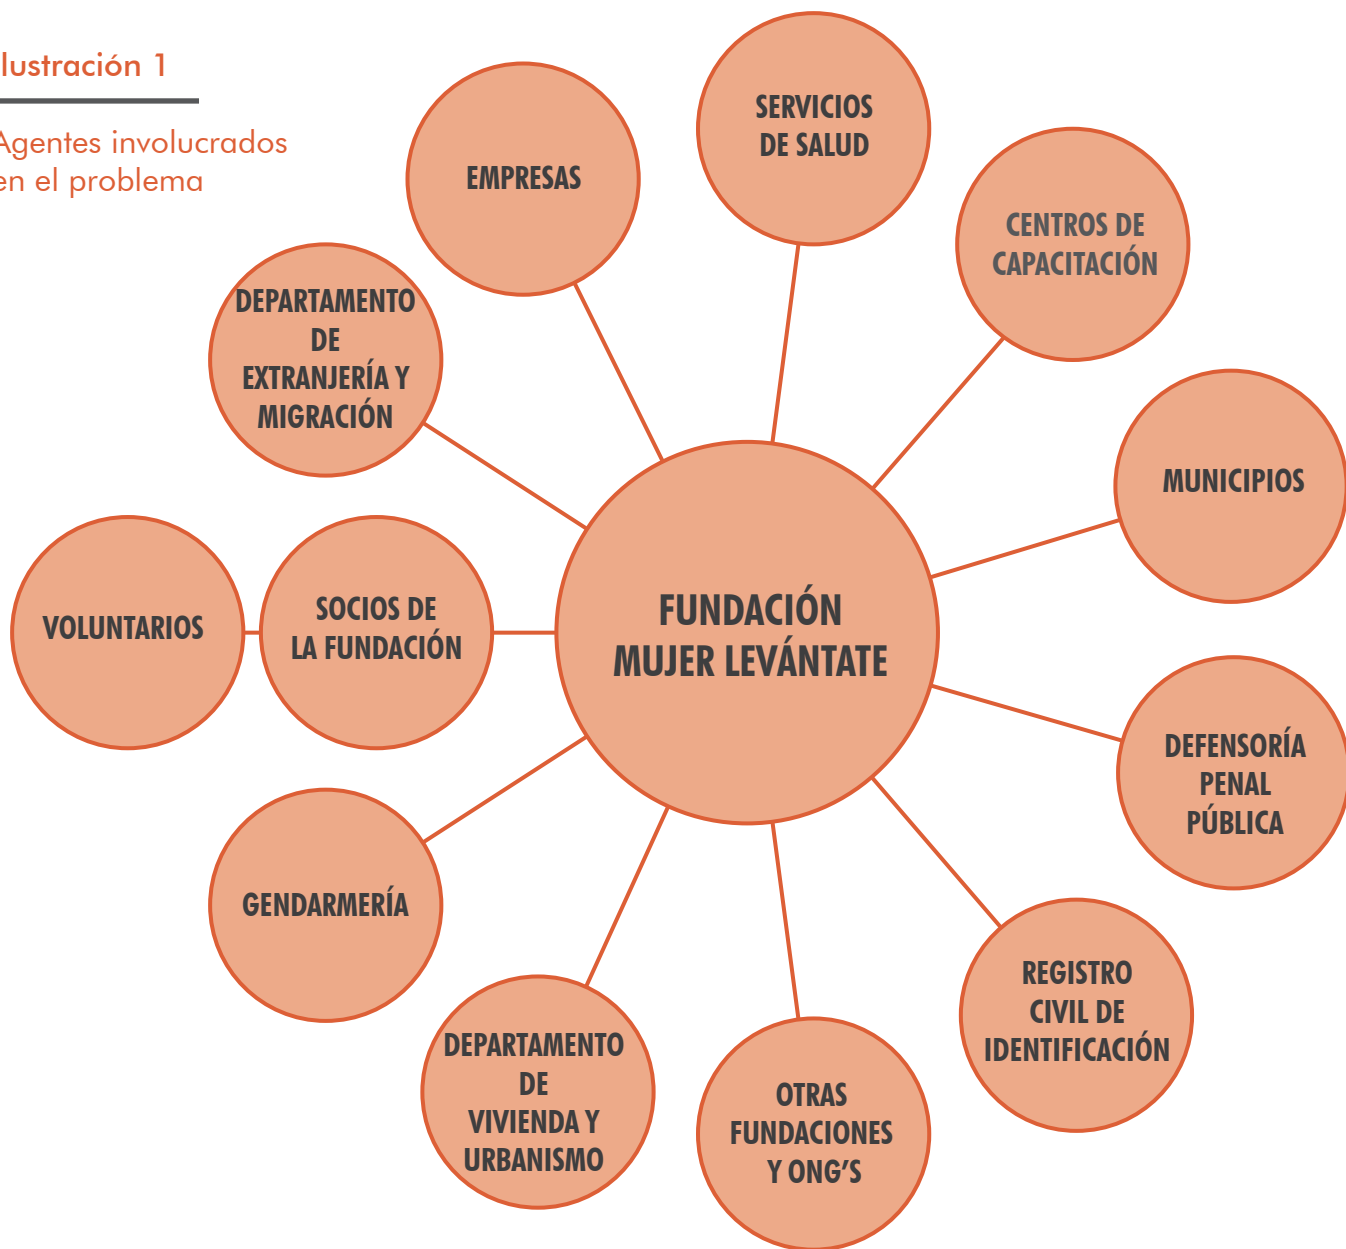 lustración 1
Agentes involucrados
en el problema
SERVICIOS
DE SALUD
EMPRESAS
CENTROS DE
CAPACITACIÓN
DEPARTAMENTO
DE
EXTRANJERÍA Y
MIGRACIÓN
MUNICIPIOS
VOLUNTARIOS
SOCIOS DE
LA FUNDACIÓN
FUNDACIÓN
MUJER LEVÁNTATE
DEFENSORÍA
PENAL
PÚBLICA
GENDARMERÍA
REGISTRO
CIVIL DE
IDENTIFICACIÓN
DEPARTAMENTO
DE
VIVIENDA Y
URBANISMO
OTRAS
FUNDACIONES
Y ONG'S